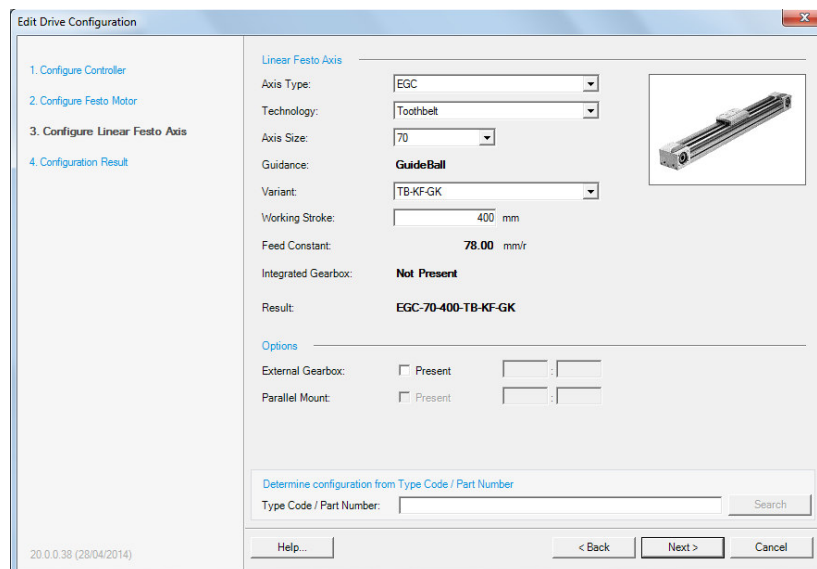 Edit Drive Configuration
x
1. Configure Controller
2. Configure Festo Motor
3. Configure Linear Festo Axis
4. Configuration Result
Linear Festo Axis
Axis Type: EGC
Technology: Toothbelt
Axis Size: 70
Guidance: GuideBall
Variant: TB-KF-GK
Working Stroke: 400 mm
Feed Constant: 78.00 mm/r
Integrated Gearbox: Not Present
Result: EGC-70-400-TB-KF-GK
Options
External Gearbox: Present :
Parallel Mount: Present :
Determine configuration from Type Code / Part Number
Type Code / Part Number: Search
20.0.0.38 (28/04/2014) Help... < Back Next > Cancel